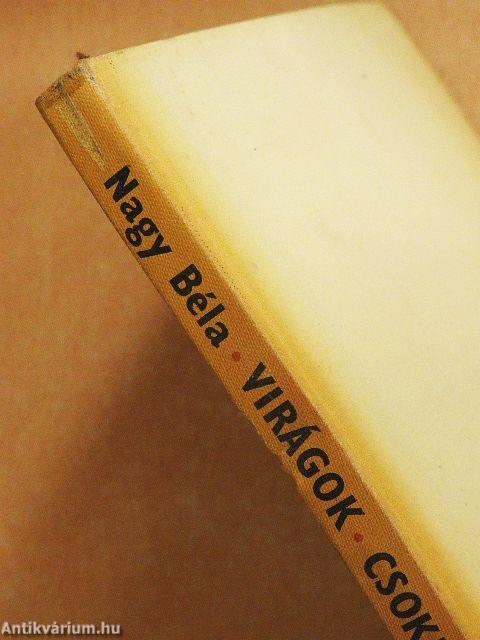 Nagy Béla • VIRÁGOK • CSOK
Antikvárium.hu